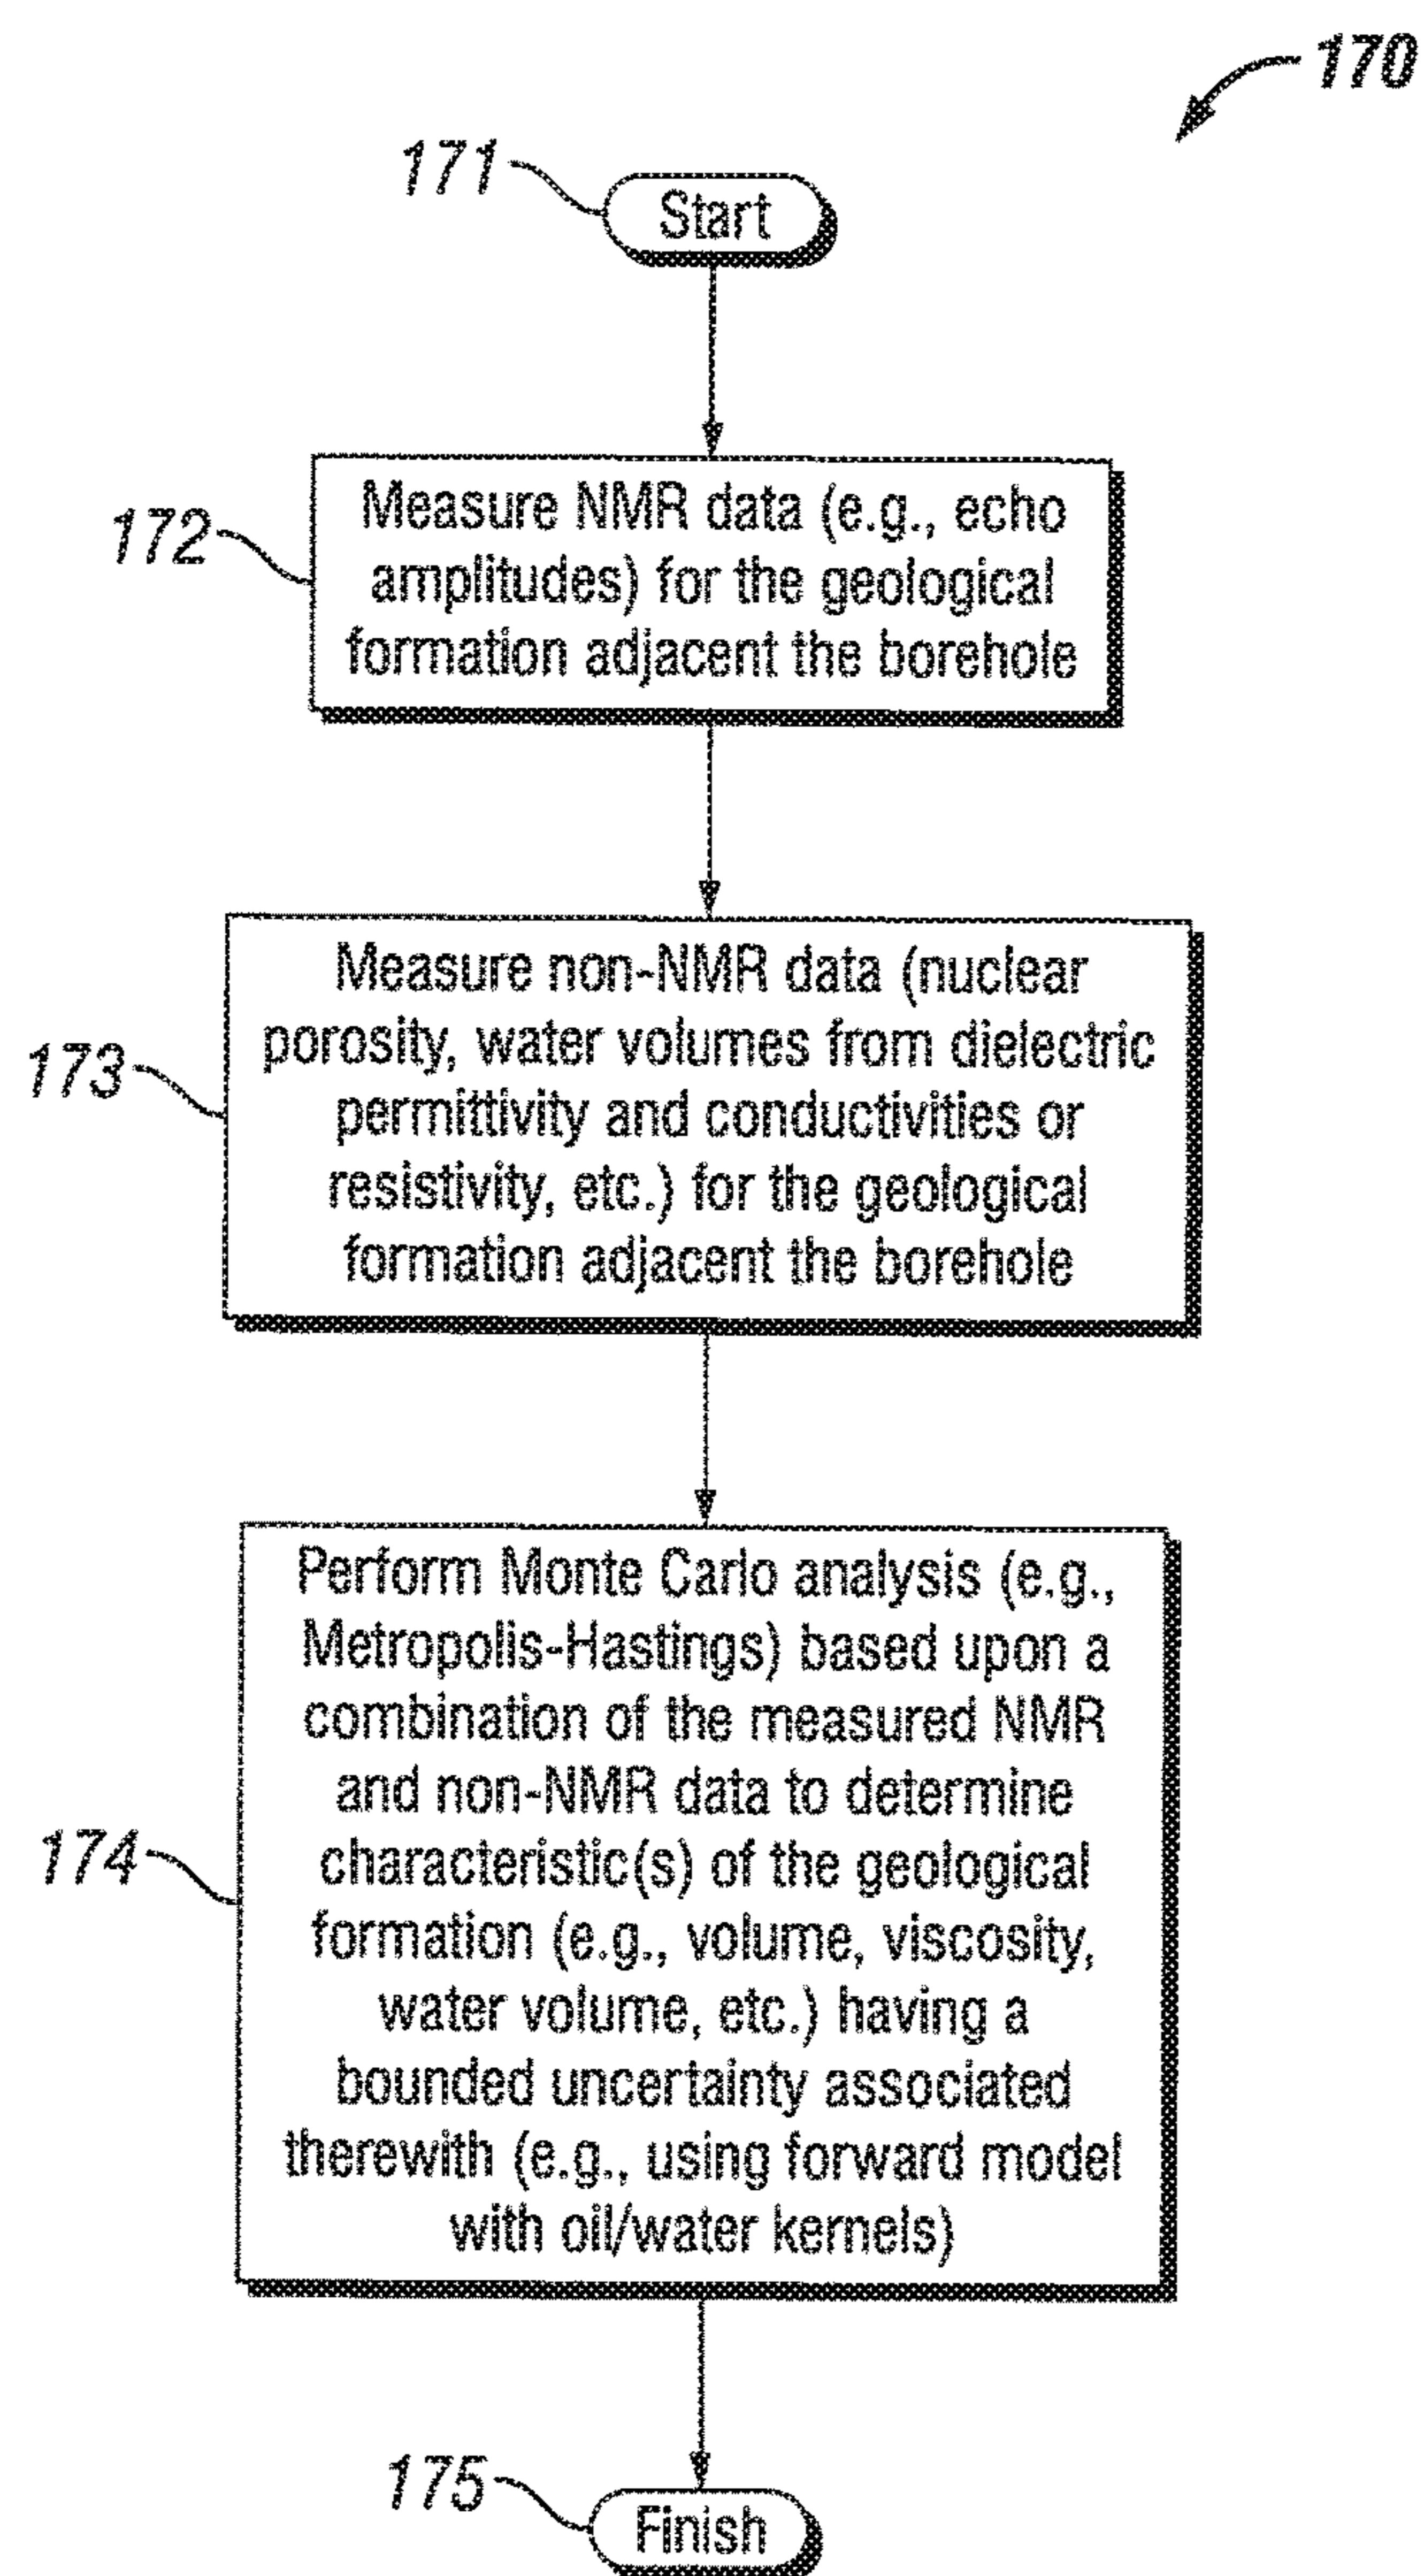 170
171
Start
172
Measure NMR data (e.g., echo
amplitudes) for the geological
formation adjacent the borehole
173
Measure non-NMR data (nuclear
porosity, water volumes from dielectric
permittivity and conductivities or
resistivity, etc.) for the geological
formation adjacent the borehole
174
Perform Monte Carlo analysis (e.g.,
Metropolis-Hastings) based upon a
combination of the measured NMR
and non-NMR data to determine
characteristic(s) of the geological
formation (e.g., volume, viscosity,
water volume, etc.) having a
bounded uncertainty associated
therewith (e.g., using forward model
with oil/water kernels)
175
Finish